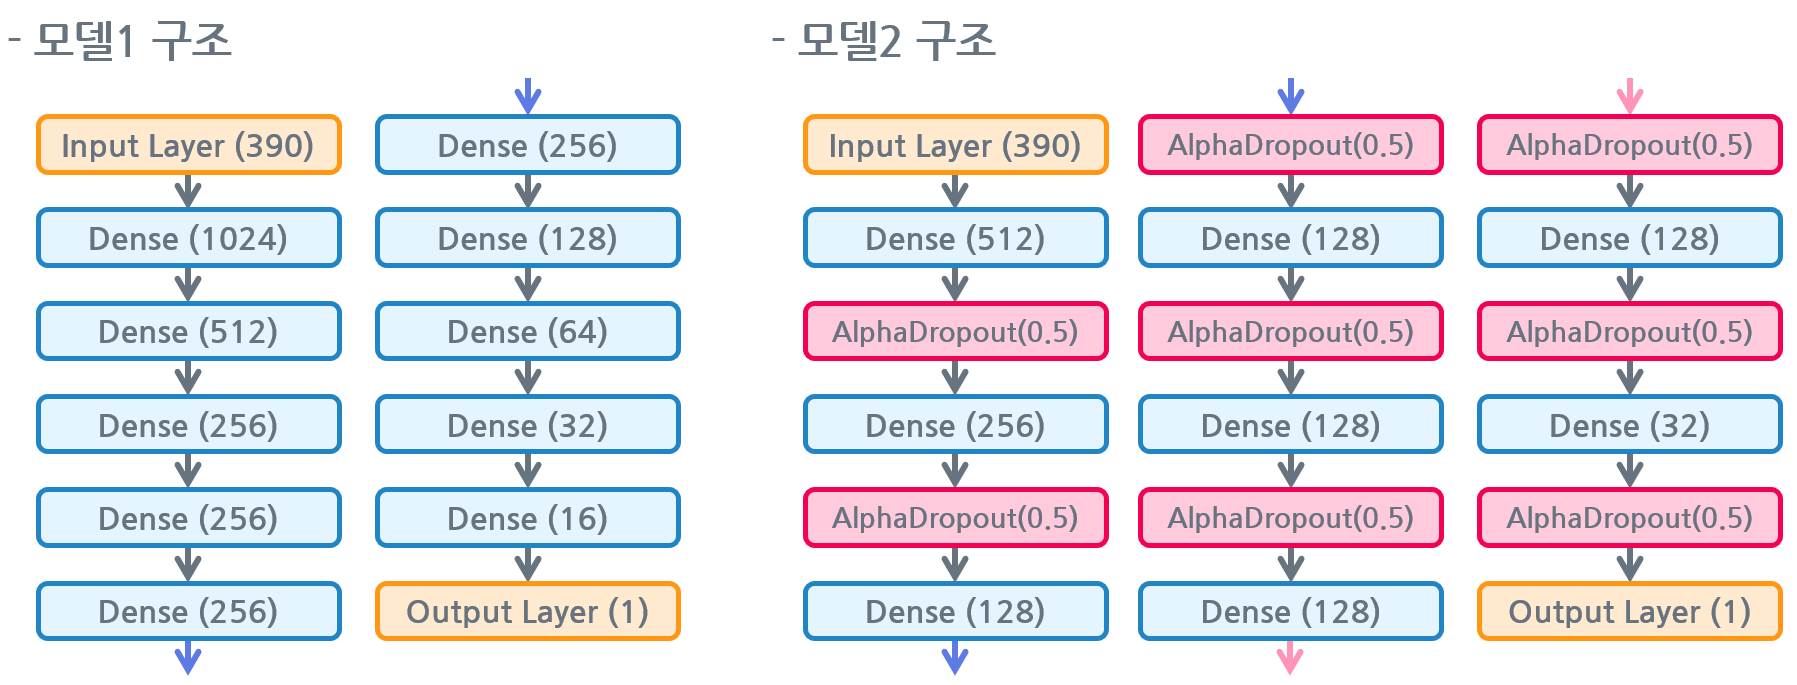 - 모델1 구조
Input Layer (390)
Dense (1024)
Dense (512)
Dense (256)
Dense (256)
Dense (256)
Dense (256)
Dense (128)
Dense (64)
Dense (32)
Dense (16)
Output Layer (1)
- 모델2 구조
Input Layer (390)
Dense (512)
AlphaDropout(0.5)
Dense (256)
AlphaDropout(0.5)
Dense (128)
AlphaDropout(0.5)
Dense (128)
AlphaDropout(0.5)
Dense (128)
AlphaDropout(0.5)
Dense (128)
AlphaDropout(0.5)
Dense (128)
AlphaDropout(0.5)
Dense (32)
AlphaDropout(0.5)
Output Layer (1)